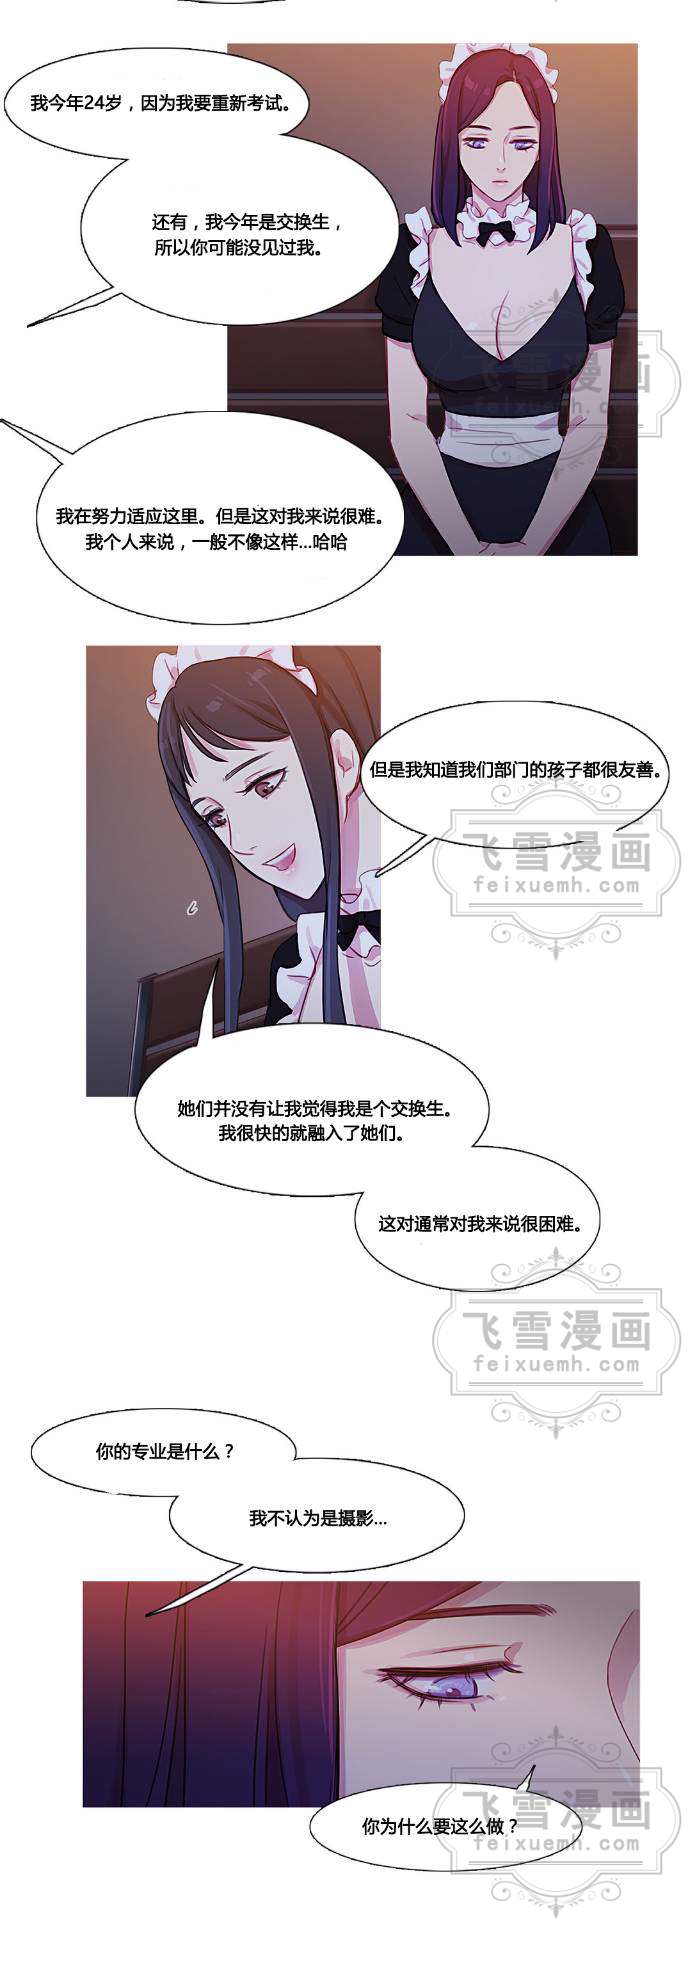 我今年24岁，因为我要重新考试。
还有，我今年是交换生，
所以你可能没见过我。
飞雪漫画
feixuemh.c
我在努力适应这里。但是这对我来说很难。
我个人来说，一般不像这样...哈哈
但是我知道我们部门的孩子都很友善。
飞雪漫画
feixuemh.com
她们并没有让我觉得我是个交换生。
我很快的就融入了她们。
这对通常对我来说很困难。
飞雪漫画
feixuemh.com
你的专业是什么？
我不认为是摄影...
飞雪漫画
feixuemh.com
你为什么要这么做？